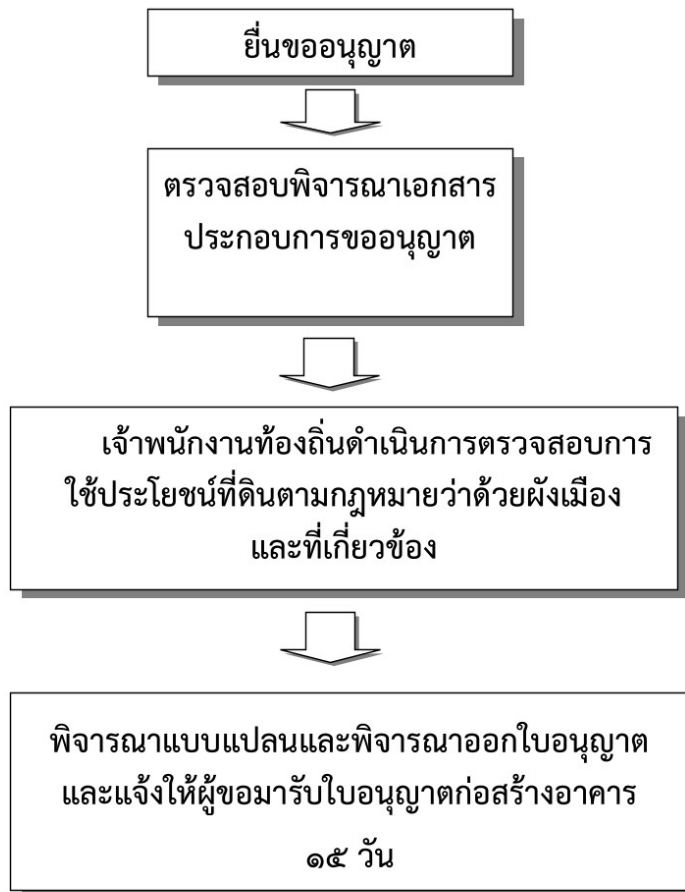 ยื่นขออนุญาต
ตรวจสอบพิจารณาเอกสาร
ประกอบการขออนุญาต
เจ้าพนักงานท้องถิ่นดำเนินการตรวจสอบการ
ใช้ประโยชน์ที่ดินตามกฎหมายว่าด้วยผังเมือง
และที่เกี่ยวข้อง
พิจารณาแบบแปลนและพิจารณาออกใบอนุญาต
และแจ้งให้ผู้ขอมารับใบอนุญาตก่อสร้างอาคาร
๑๕ วัน